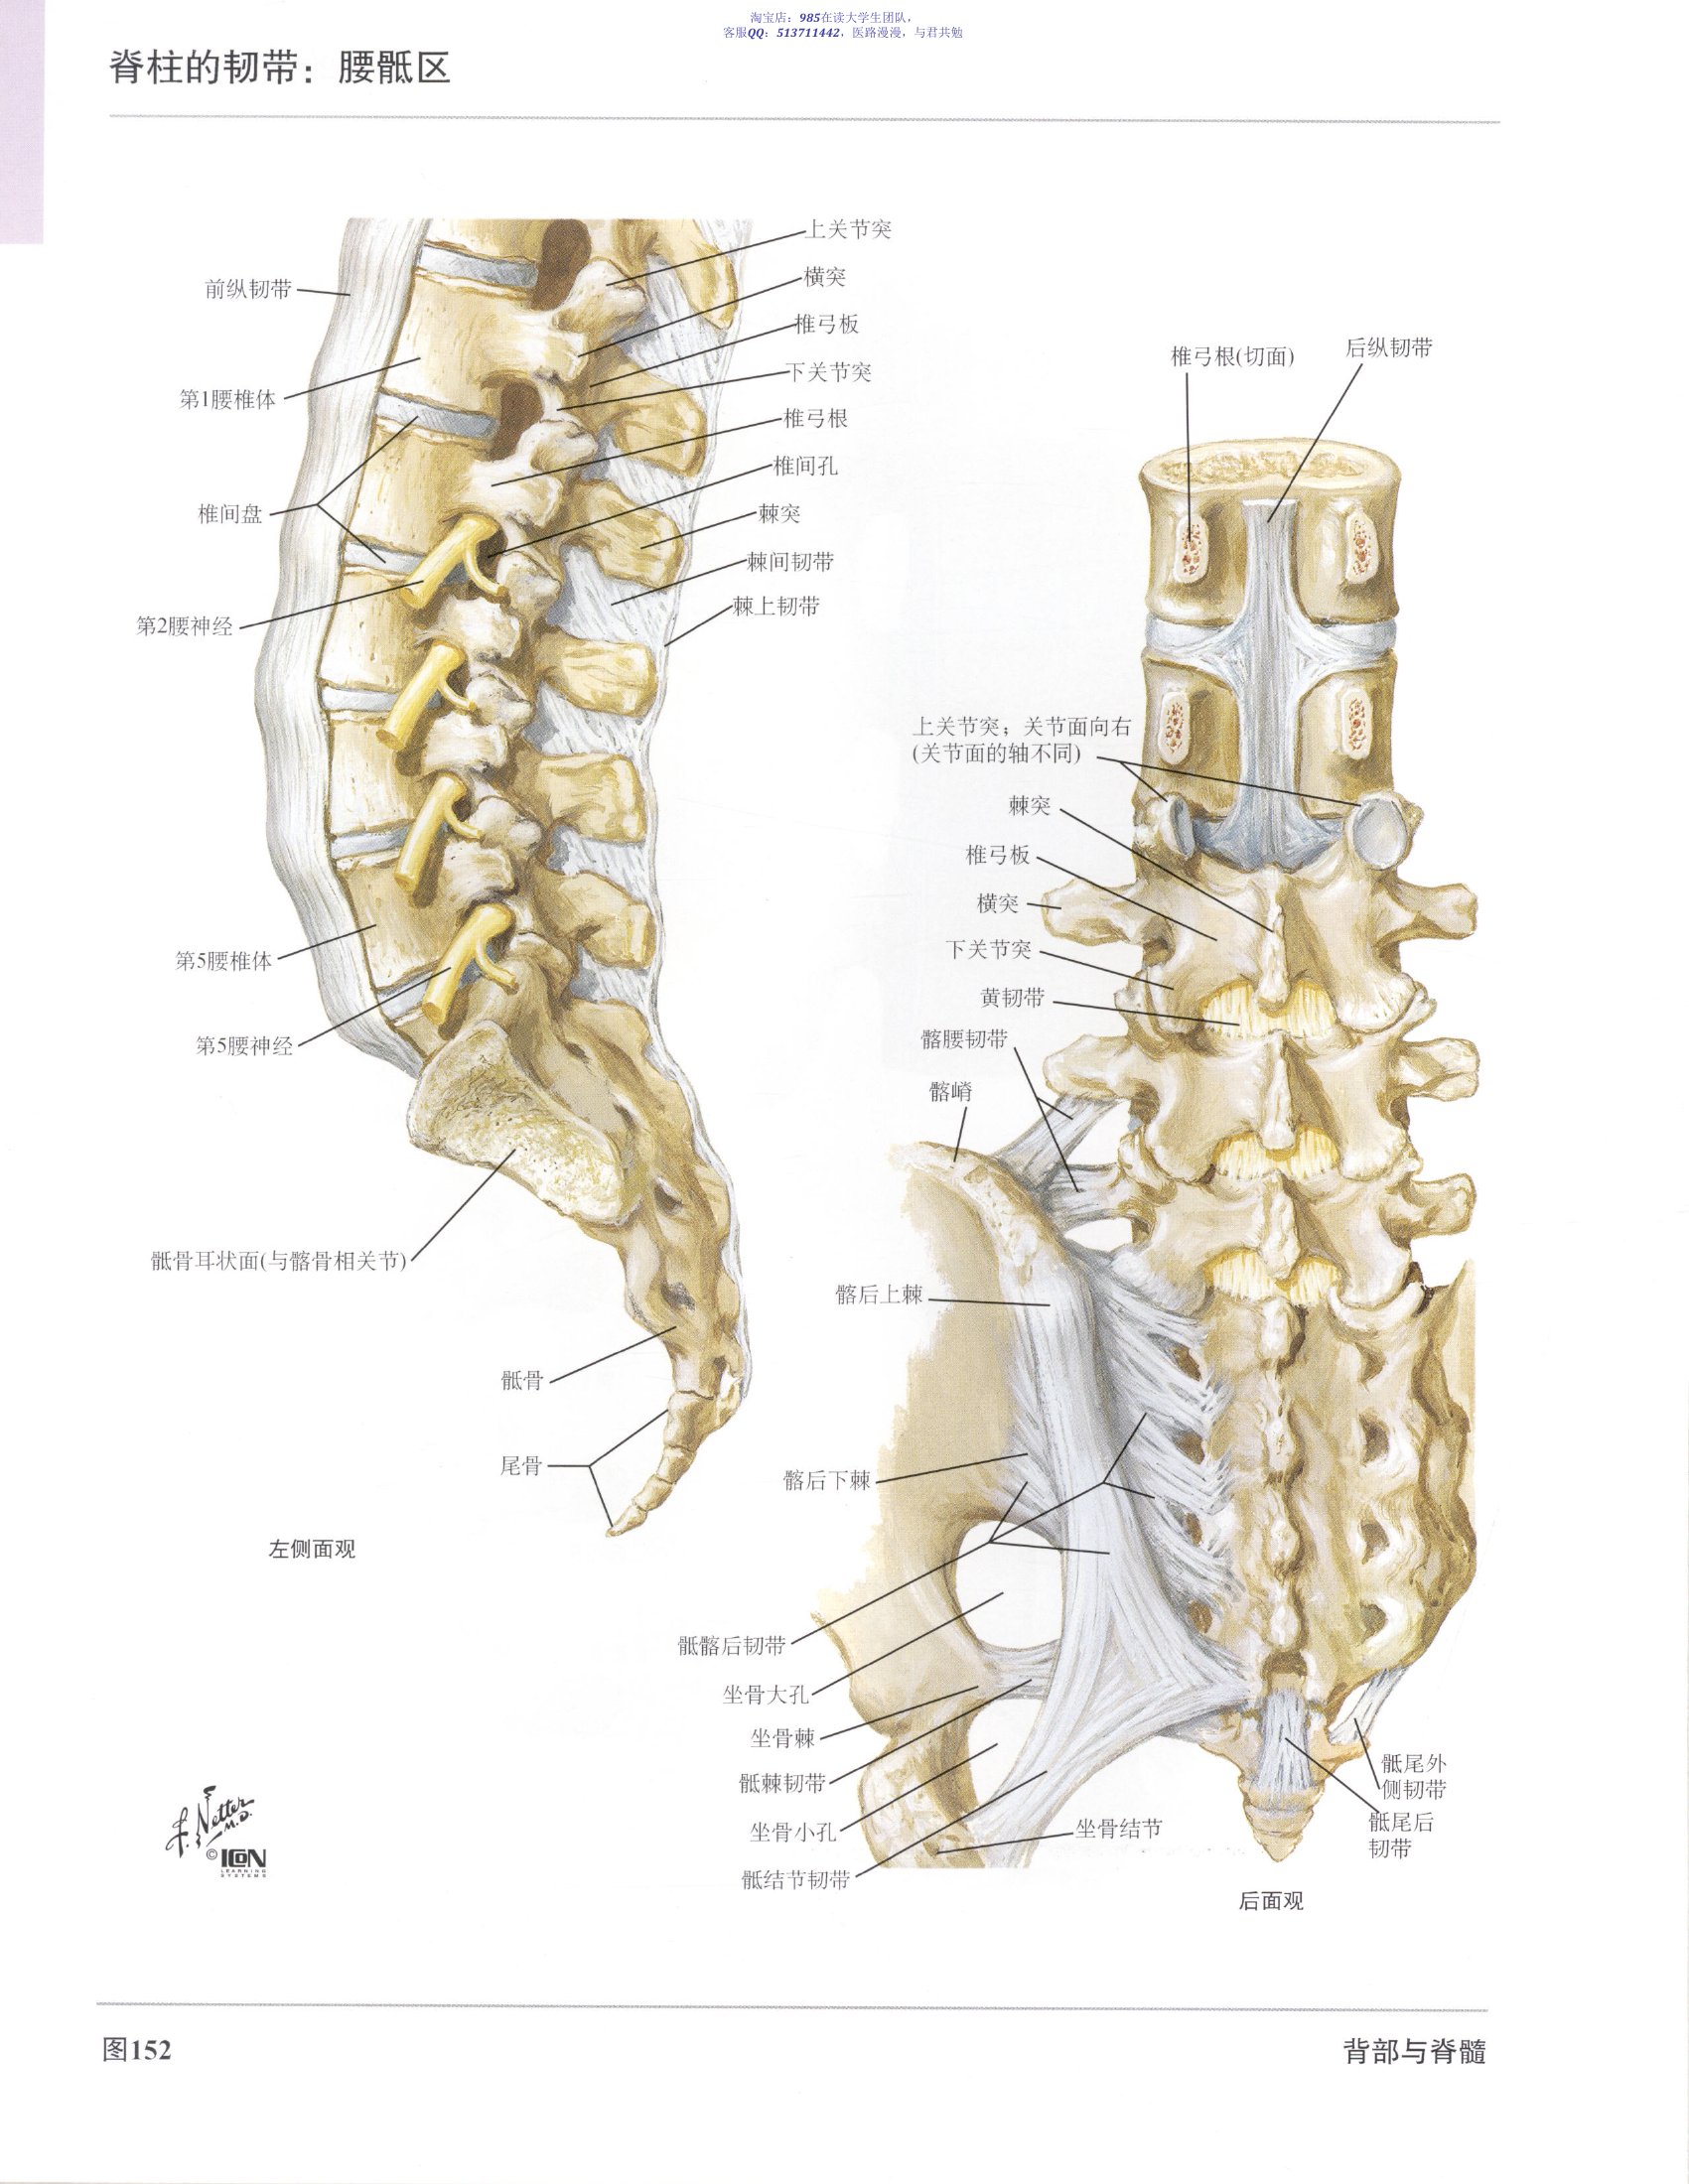 淘宝店：985在读大学生团队，
客服QQ：513711442，医路漫漫，与君共勉
脊柱的韧带：腰骶区
前纵韧带
第1腰椎体
椎间盘
第2腰神经
第5腰椎体
第5腰神经
骶骨耳状面(与髂骨相关节)
骶骨
尾骨
左侧面观
上关节突
横突
椎弓板
下关节突
椎弓根
椎间孔
棘突
棘间韧带
棘上韧带
椎弓根(切面)
后纵韧带
上关节突；关节面向右
(关节面的轴不同)
棘突
椎弓板
横突
下关节突
黄韧带
髂腰韧带
髂嵴
髂后上棘
髂后下棘
骶髂后韧带
坐骨大孔
坐骨棘
骶棘韧带
坐骨小孔
骶结节韧带
坐骨结节
骶尾外
侧韧带
骶尾后
韧带
后面观
F. Netter
M.D.
© ICON
LEARNING
SYSTEMS
图152
背部与脊髓